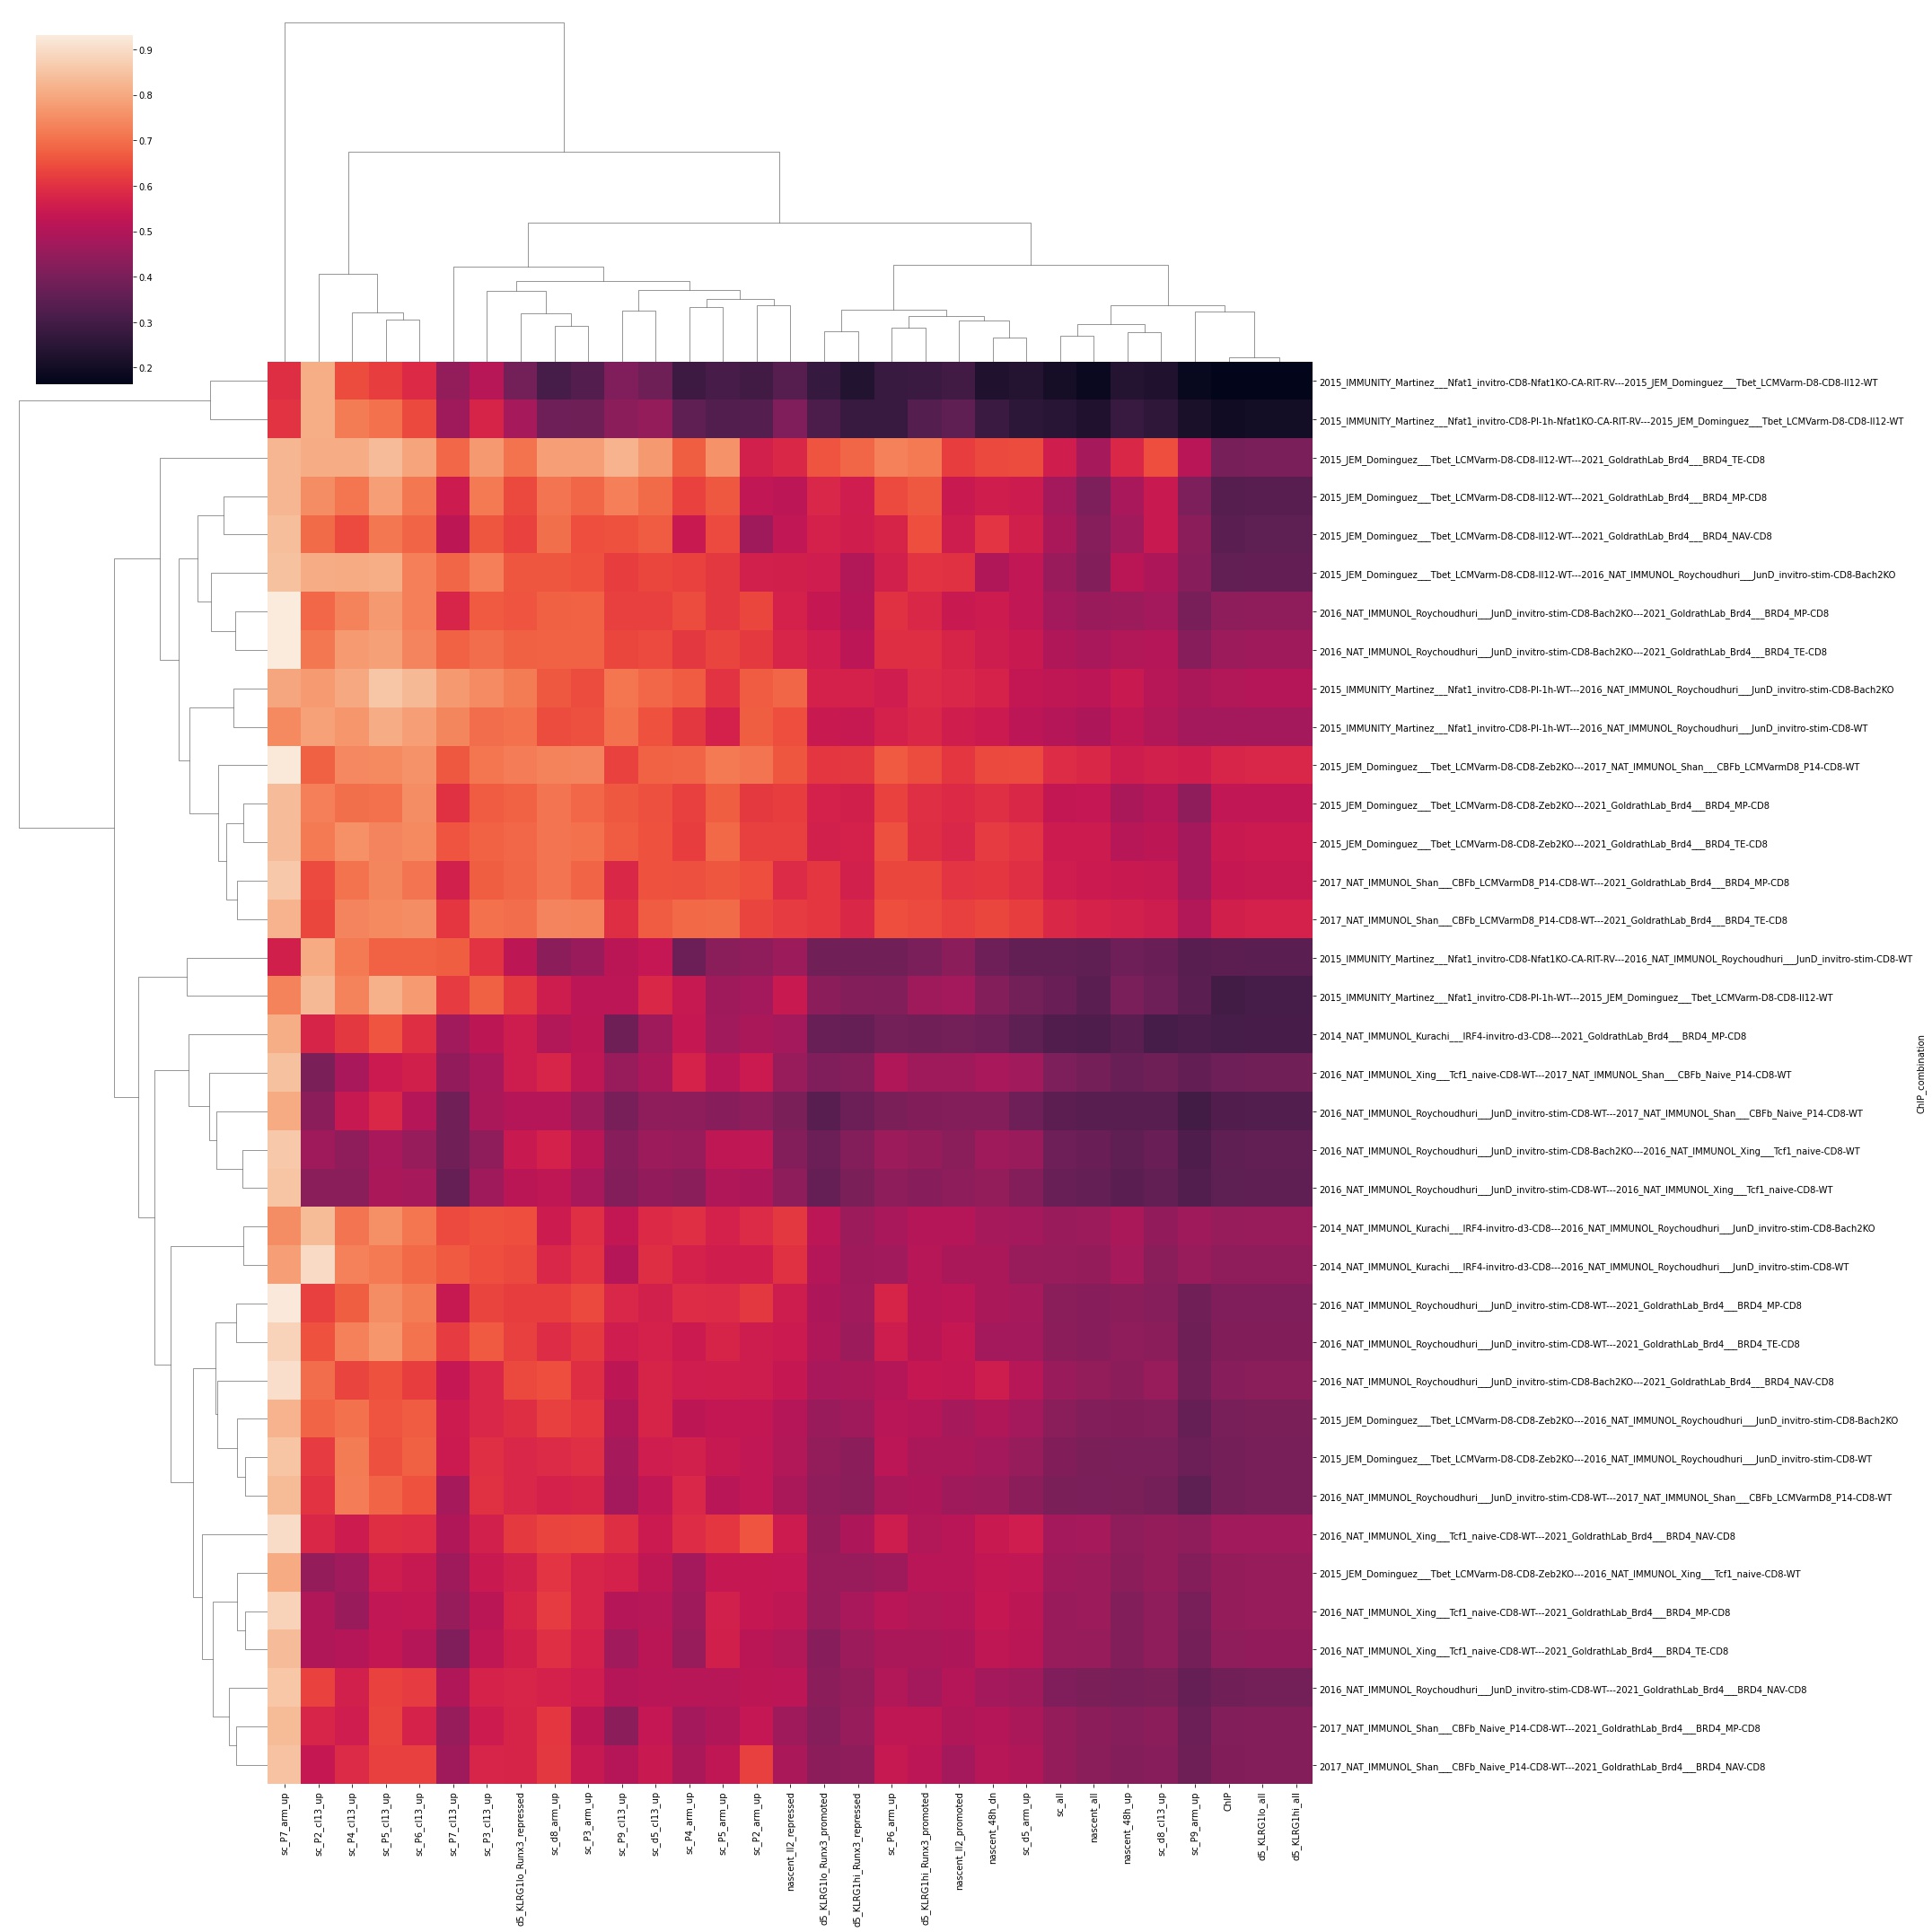 0.9
0.8
0.7
0.6
0.5
0.4
0.3
0.2
2015_IMMUNITY_Martinez___Nfat1_invitro-CD8-Nfat1KO-CA-RIT-RV---2015_JEM_Dominguez___Tbet_LCMVarm-D8-CD8-Il12-WT
2015_IMMUNITY_Martinez___Nfat1_invitro-CD8-PI-1h-Nfat1KO-CA-RIT-RV---2015_JEM_Dominguez___Tbet_LCMVarm-D8-CD8-Il12-WT
2015_JEM_Dominguez___Tbet_LCMVarm-D8-CD8-Il12-WT---2021_GoldrathLab_Brd4___BRD4_TE-CD8
2015_JEM_Dominguez___Tbet_LCMVarm-D8-CD8-Il12-WT---2021_GoldrathLab_Brd4___BRD4_MP-CD8
2015_JEM_Dominguez___Tbet_LCMVarm-D8-CD8-Il12-WT---2021_GoldrathLab_Brd4___BRD4_NAV-CD8
2015_JEM_Dominguez___Tbet_LCMVarm-D8-CD8-Il12-WT---2016_NAT_IMMUNOL_Roychoudhuri___JunD_invitro-stim-CD8-Bach2KO
2016_NAT_IMMUNOL_Roychoudhuri___JunD_invitro-stim-CD8-Bach2KO---2021_GoldrathLab_Brd4___BRD4_MP-CD8
2016_NAT_IMMUNOL_Roychoudhuri___JunD_invitro-stim-CD8-Bach2KO---2021_GoldrathLab_Brd4___BRD4_TE-CD8
2015_IMMUNITY_Martinez___Nfat1_invitro-CD8-PI-1h-WT---2016_NAT_IMMUNOL_Roychoudhuri___JunD_invitro-stim-CD8-Bach2KO
2015_IMMUNITY_Martinez___Nfat1_invitro-CD8-PI-1h-WT---2016_NAT_IMMUNOL_Roychoudhuri___JunD_invitro-stim-CD8-WT
2015_JEM_Dominguez___Tbet_LCMVarm-D8-CD8-Zeb2KO---2017_NAT_IMMUNOL_Shan___CBFb_LCMVarmD8_P14-CD8-WT
2015_JEM_Dominguez___Tbet_LCMVarm-D8-CD8-Zeb2KO---2021_GoldrathLab_Brd4___BRD4_MP-CD8
2015_JEM_Dominguez___Tbet_LCMVarm-D8-CD8-Zeb2KO---2021_GoldrathLab_Brd4___BRD4_TE-CD8
2017_NAT_IMMUNOL_Shan___CBFb_LCMVarmD8_P14-CD8-WT---2021_GoldrathLab_Brd4___BRD4_MP-CD8
2017_NAT_IMMUNOL_Shan___CBFb_LCMVarmD8_P14-CD8-WT---2021_GoldrathLab_Brd4___BRD4_TE-CD8
2015_IMMUNITY_Martinez___Nfat1_invitro-CD8-Nfat1KO-CA-RIT-RV---2016_NAT_IMMUNOL_Roychoudhuri___JunD_invitro-stim-CD8-WT
2015_IMMUNITY_Martinez___Nfat1_invitro-CD8-PI-1h-WT---2015_JEM_Dominguez___Tbet_LCMVarm-D8-CD8-Il12-WT
2014_NAT_IMMUNOL_Kurachi___IRF4-invitro-d3-CD8---2021_GoldrathLab_Brd4___BRD4_MP-CD8
2016_NAT_IMMUNOL_Xing___Tcf1_naive-CD8-WT---2017_NAT_IMMUNOL_Shan___CBFb_Naive_P14-CD8-WT
2016_NAT_IMMUNOL_Roychoudhuri___JunD_invitro-stim-CD8-WT---2017_NAT_IMMUNOL_Shan___CBFb_Naive_P14-CD8-WT
2016_NAT_IMMUNOL_Roychoudhuri___JunD_invitro-stim-CD8-Bach2KO---2016_NAT_IMMUNOL_Xing___Tcf1_naive-CD8-WT
2016_NAT_IMMUNOL_Roychoudhuri___JunD_invitro-stim-CD8-WT---2016_NAT_IMMUNOL_Xing___Tcf1_naive-CD8-WT
2014_NAT_IMMUNOL_Kurachi___IRF4-invitro-d3-CD8---2016_NAT_IMMUNOL_Roychoudhuri___JunD_invitro-stim-CD8-Bach2KO
2014_NAT_IMMUNOL_Kurachi___IRF4-invitro-d3-CD8---2016_NAT_IMMUNOL_Roychoudhuri___JunD_invitro-stim-CD8-WT
2016_NAT_IMMUNOL_Roychoudhuri___JunD_invitro-stim-CD8-WT---2021_GoldrathLab_Brd4___BRD4_MP-CD8
2016_NAT_IMMUNOL_Roychoudhuri___JunD_invitro-stim-CD8-WT---2021_GoldrathLab_Brd4___BRD4_TE-CD8
2016_NAT_IMMUNOL_Roychoudhuri___JunD_invitro-stim-CD8-Bach2KO---2021_GoldrathLab_Brd4___BRD4_NAV-CD8
2015_JEM_Dominguez___Tbet_LCMVarm-D8-CD8-Zeb2KO---2016_NAT_IMMUNOL_Roychoudhuri___JunD_invitro-stim-CD8-Bach2KO
2015_JEM_Dominguez___Tbet_LCMVarm-D8-CD8-Zeb2KO---2016_NAT_IMMUNOL_Roychoudhuri___JunD_invitro-stim-CD8-WT
2016_NAT_IMMUNOL_Roychoudhuri___JunD_invitro-stim-CD8-WT---2017_NAT_IMMUNOL_Shan___CBFb_LCMVarmD8_P14-CD8-WT
2016_NAT_IMMUNOL_Xing___Tcf1_naive-CD8-WT---2021_GoldrathLab_Brd4___BRD4_NAV-CD8
2015_JEM_Dominguez___Tbet_LCMVarm-D8-CD8-Zeb2KO---2016_NAT_IMMUNOL_Xing___Tcf1_naive-CD8-WT
2016_NAT_IMMUNOL_Xing___Tcf1_naive-CD8-WT---2021_GoldrathLab_Brd4___BRD4_MP-CD8
2016_NAT_IMMUNOL_Xing___Tcf1_naive-CD8-WT---2021_GoldrathLab_Brd4___BRD4_TE-CD8
2016_NAT_IMMUNOL_Roychoudhuri___JunD_invitro-stim-CD8-WT---2021_GoldrathLab_Brd4___BRD4_NAV-CD8
2017_NAT_IMMUNOL_Shan___CBFb_Naive_P14-CD8-WT---2021_GoldrathLab_Brd4___BRD4_MP-CD8
2017_NAT_IMMUNOL_Shan___CBFb_Naive_P14-CD8-WT---2021_GoldrathLab_Brd4___BRD4_NAV-CD8
ChIP_combination
sc_P7_arm_up
sc_P2_cl13_up
sc_P4_cl13_up
sc_P5_cl13_up
sc_P6_cl13_up
sc_P7_cl13_up
sc_P3_cl13_up
d5_KLRG1lo_Runx3_repressed
sc_d8_arm_up
sc_P3_arm_up
sc_P9_cl13_up
sc_d5_cl13_up
sc_P4_arm_up
sc_P5_arm_up
sc_P2_arm_up
nascent_Il2_repressed
d5_KLRG1lo_Runx3_promoted
d5_KLRG1hi_Runx3_repressed
sc_P6_arm_up
d5_KLRG1hi_Runx3_promoted
nascent_Il2_promoted
nascent_48h_dn
sc_d5_arm_up
sc_all
nascent_all
nascent_48h_up
sc_d8_cl13_up
sc_P9_arm_up
ChIP
d5_KLRG1lo_all
d5_KLRG1hi_all